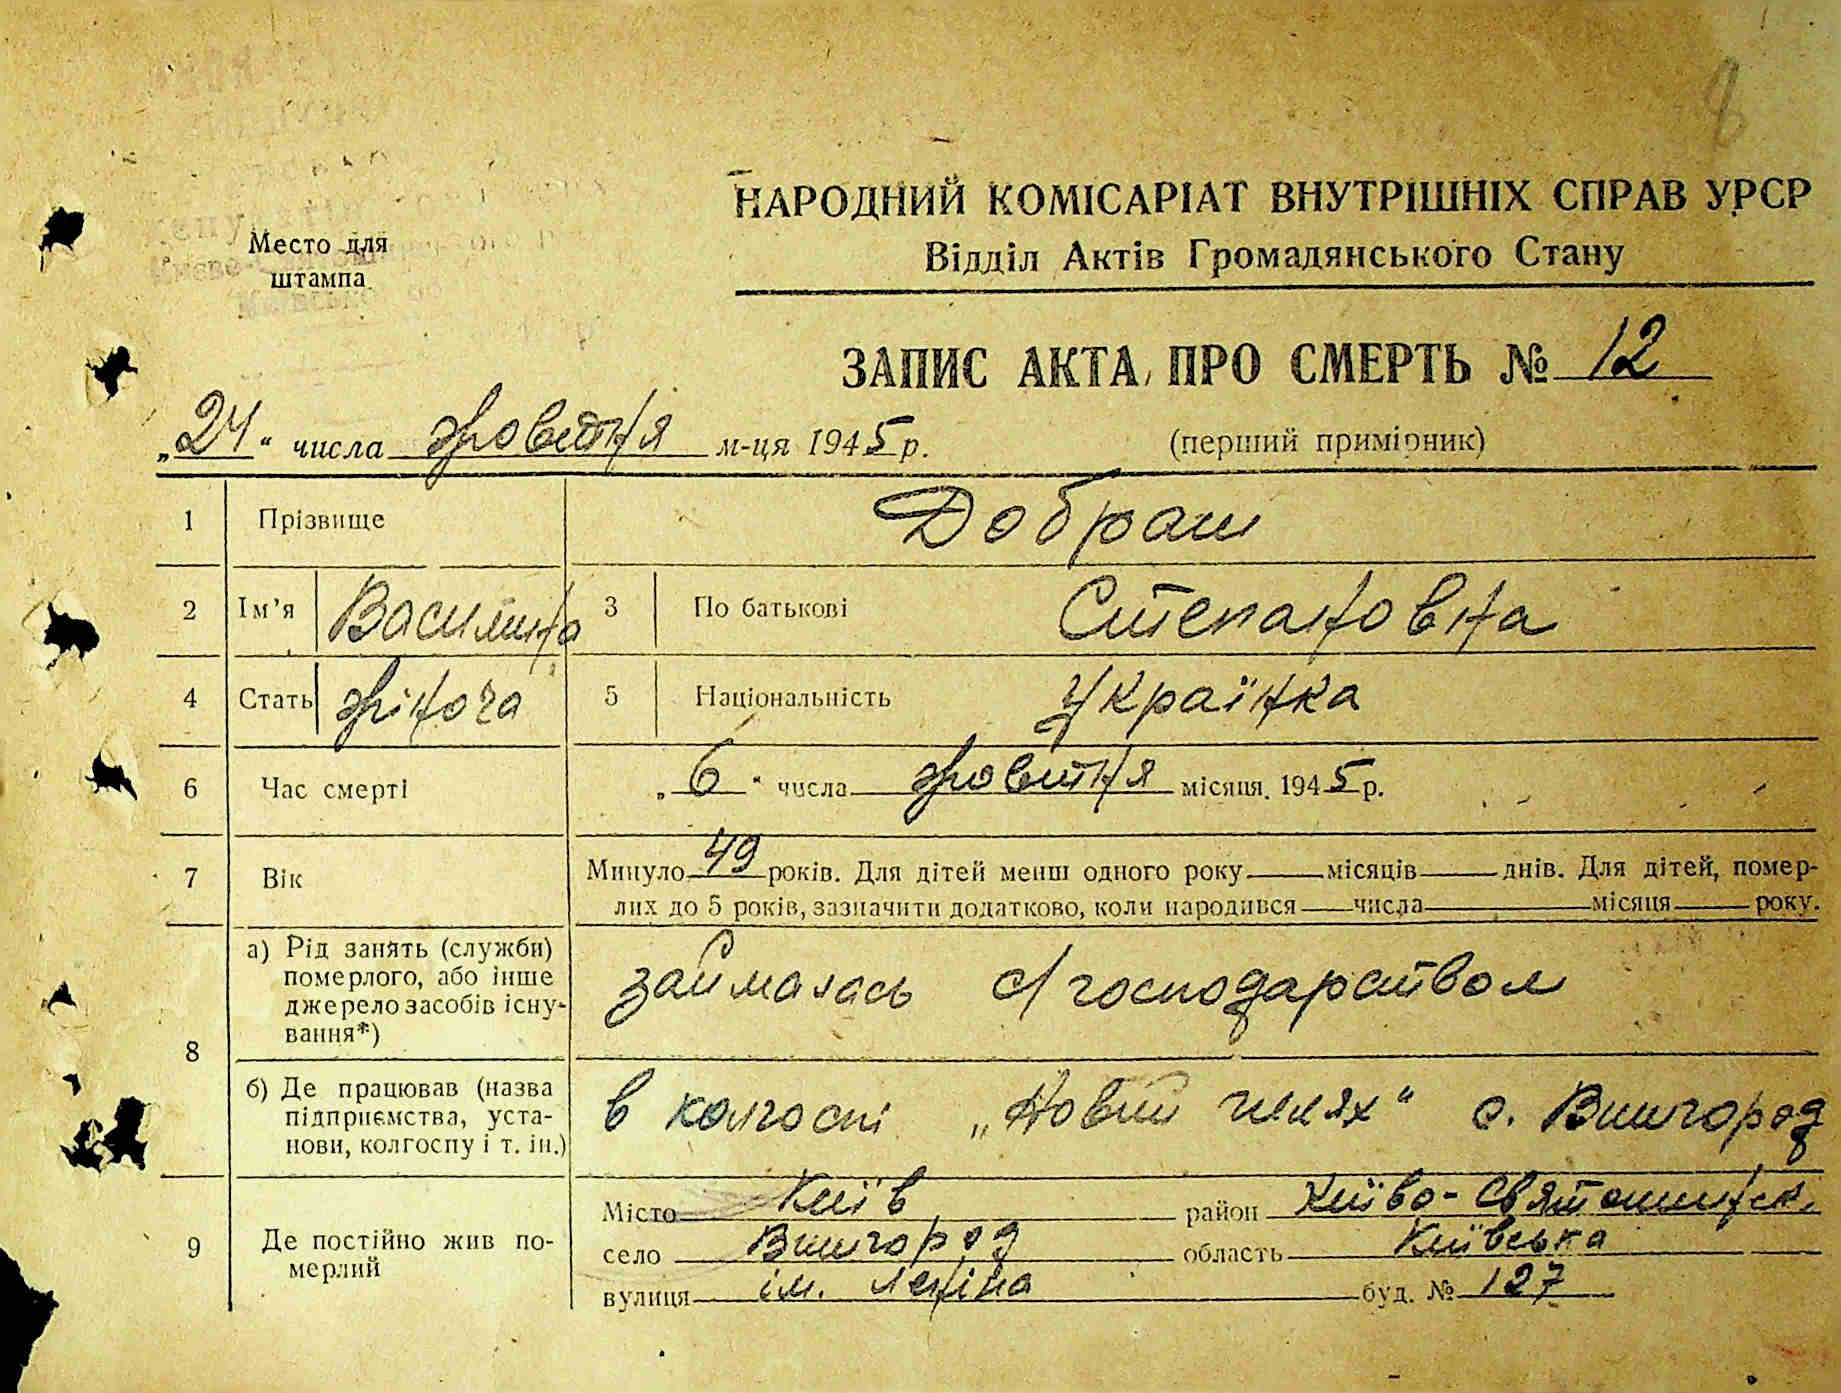 8
НАРОДНИЙ КОМІСАРІАТ ВНУТРІШНІХ СПРАВ УРСР
Место для
штампа
Відділ Актів Громадянського Стану
ЗАПИС АКТА ПРО СМЕРТЬ № 12
„24“ числа жовтня м-ця 1945 р.
(перший примірник)
1 Прізвище Добраш
2 Ім'я Василина 3 По батькові Степановна
4 Стать жіноча 5 Національність Українка
6 Час смерті „6“ числа жовтня місяця 1945 р.
7 Вік Минуло 49 років. Для дітей менш одного року місяців днів. Для дітей, помер-
лих до 5 років, зазначити додатково, коли народився числа місяця року.
8 а) Рід занять (служби)
померлого, або інше
джерело засобів існу-
вання*)
займалась с/господарством
б) Де працював (назва
підприємства, уста-
нови, колгоспу і т. ін.)
в колгоспі „Новий шлях“ с. Вишгород
9 Де постійно жив по-
мерлий
Місто Київ район Київо-Святошинск.
село Вишгород область Київська
вулиця ім. Леніна буд. № 127